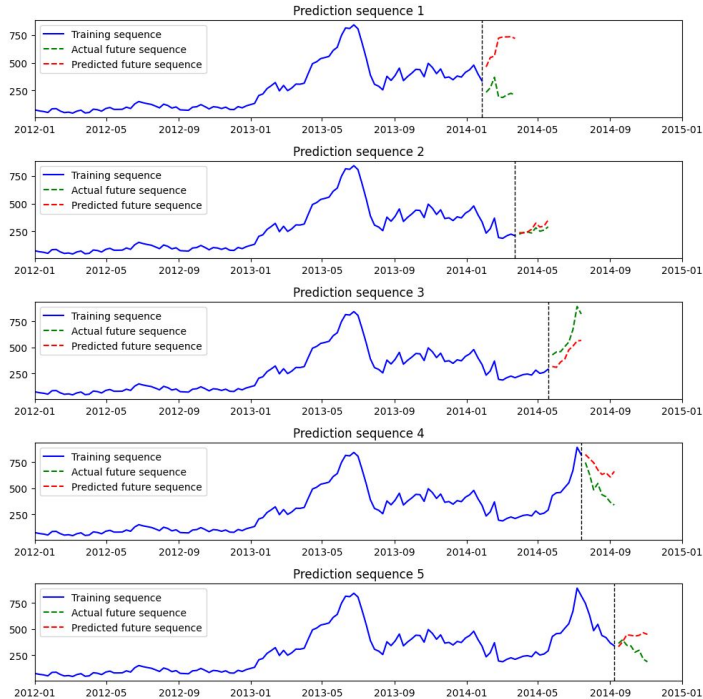 Prediction sequence 1
Training sequence
Actual future sequence
Predicted future sequence
750
500
250
2012-01 2012-05 2012-09 2013-01 2013-05 2013-09 2014-01 2014-05 2014-09 2015-01
Prediction sequence 2
Training sequence
Actual future sequence
Predicted future sequence
750
500
250
2012-01 2012-05 2012-09 2013-01 2013-05 2013-09 2014-01 2014-05 2014-09 2015-01
Prediction sequence 3
Training sequence
Actual future sequence
Predicted future sequence
750
500
250
2012-01 2012-05 2012-09 2013-01 2013-05 2013-09 2014-01 2014-05 2014-09 2015-01
Prediction sequence 4
Training sequence
Actual future sequence
Predicted future sequence
750
500
250
2012-01 2012-05 2012-09 2013-01 2013-05 2013-09 2014-01 2014-05 2014-09 2015-01
Prediction sequence 5
Training sequence
Actual future sequence
Predicted future sequence
750
500
250
2012-01 2012-05 2012-09 2013-01 2013-05 2013-09 2014-01 2014-05 2014-09 2015-01